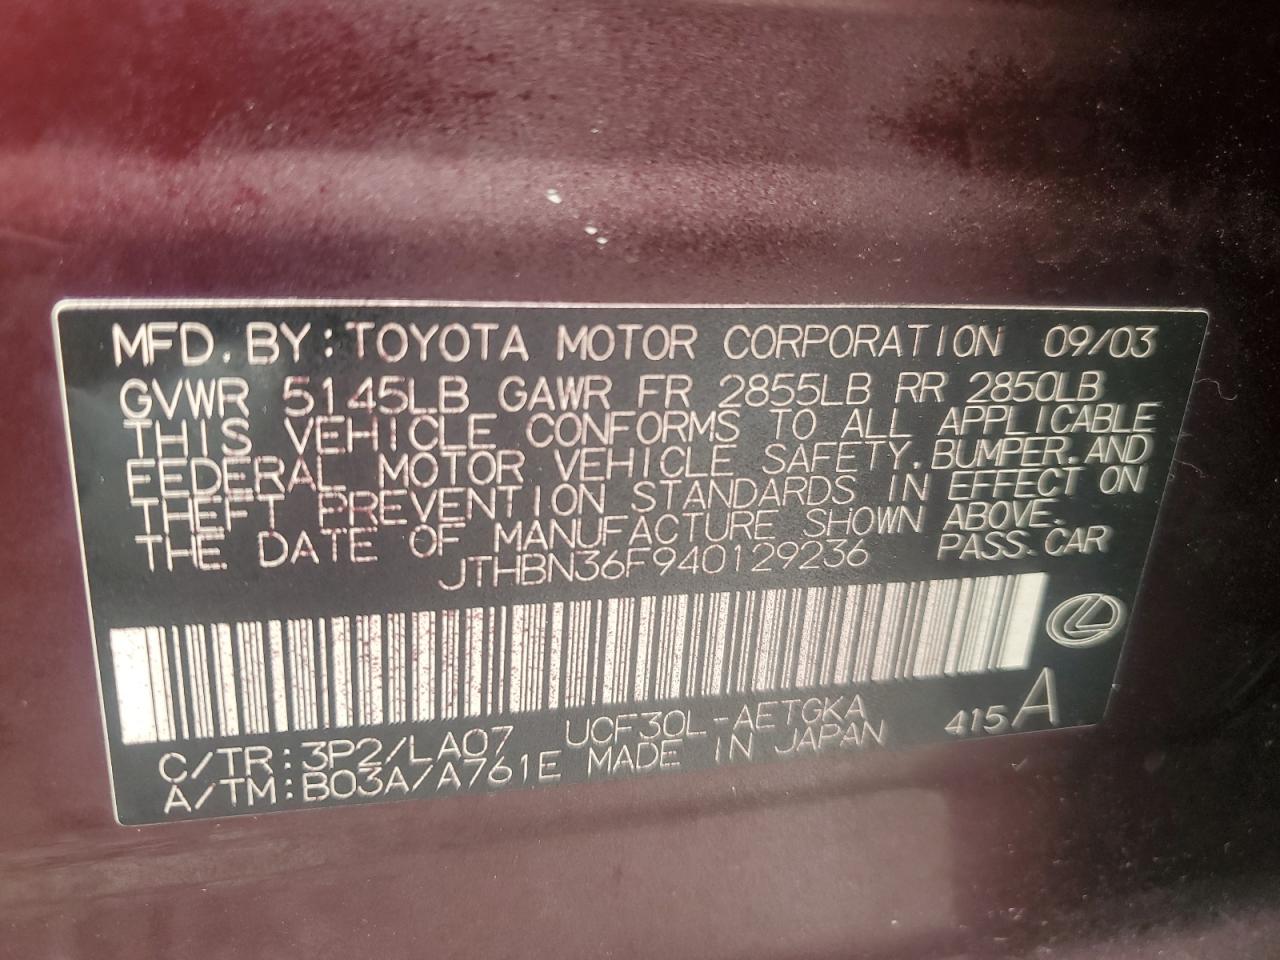 MFD. BY: TOYOTA MOTOR CORPORATION 09/03
GVWR 5145LB GAWR FR 2855LB RR 2850LB
THIS VEHICLE CONFORMS TO ALL APPLICABLE
FEDERAL MOTOR VEHICLE SAFETY, BUMPER, AND
THEFT PREVENTION STANDARDS IN EFFECT ON
THE DATE OF MANUFACTURE SHOWN ABOVE.
JTHBN36F940129236 PASS. CAR
C/TR: 3P2/LA07 UCF30L-AETGKA 415 A
A/TM: B03A/A761E MADE IN JAPAN